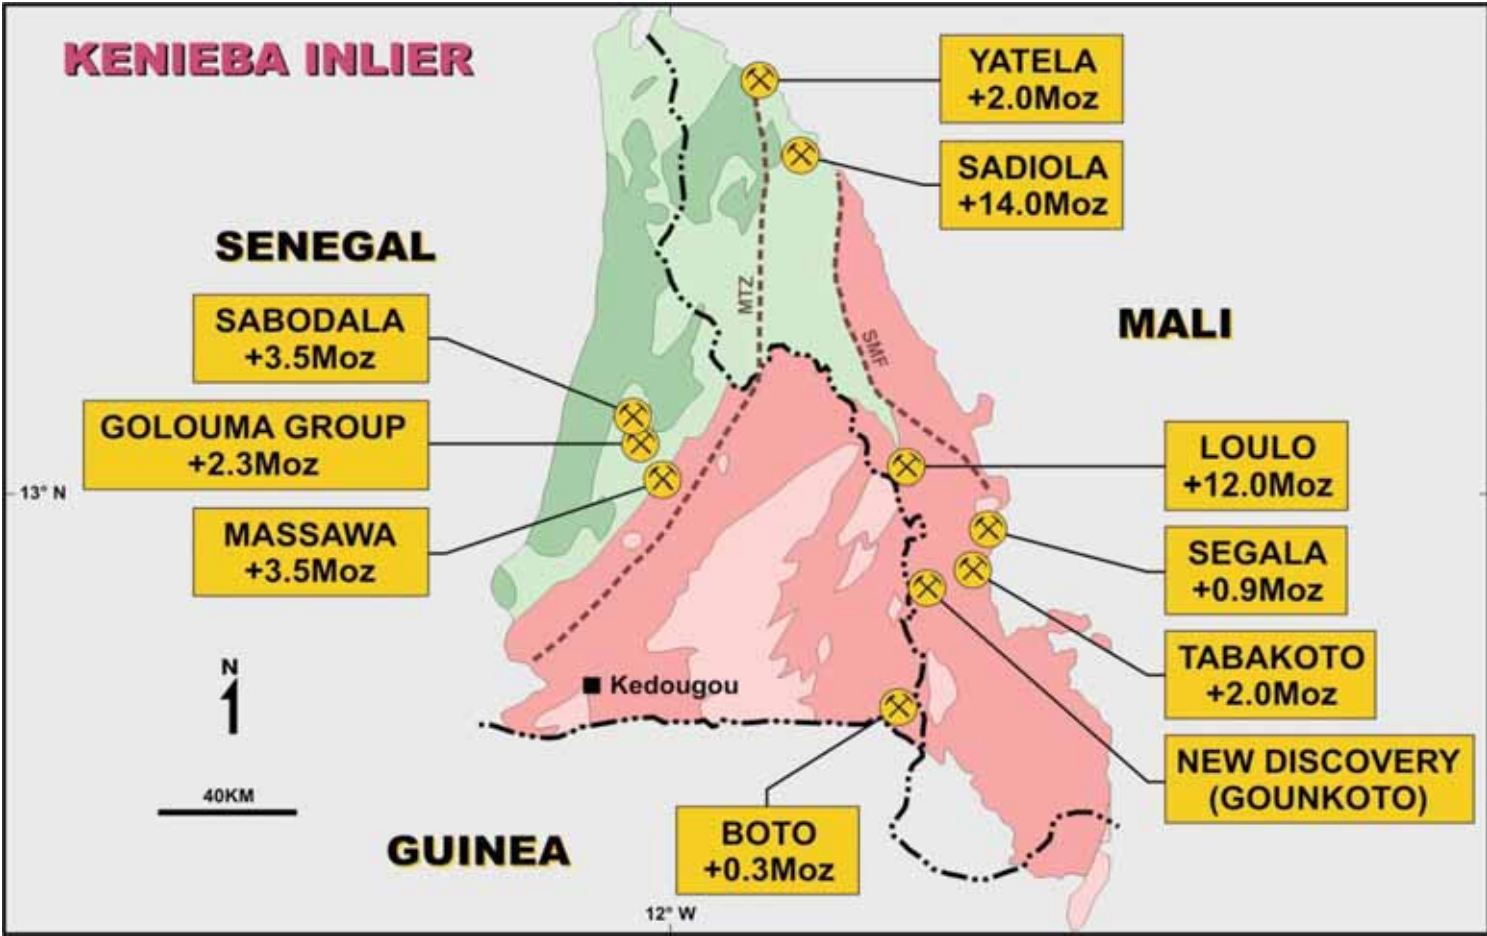 KENIEBA INLIER
YATELA
+2.0Moz
SADIOLA
+14.0Moz
SENEGAL
MTZ
SABODALA
+3.5Moz
MALI
SMF
GOLOUMA GROUP
+2.3Moz
LOULO
+12.0Moz
13° N
MASSAWA
+3.5Moz
SEGALA
+0.9Moz
TABAKOTO
+2.0Moz
N
Kedougou
NEW DISCOVERY
(GOUNKOTO)
40KM
BOTO
+0.3Moz
GUINEA
12° W